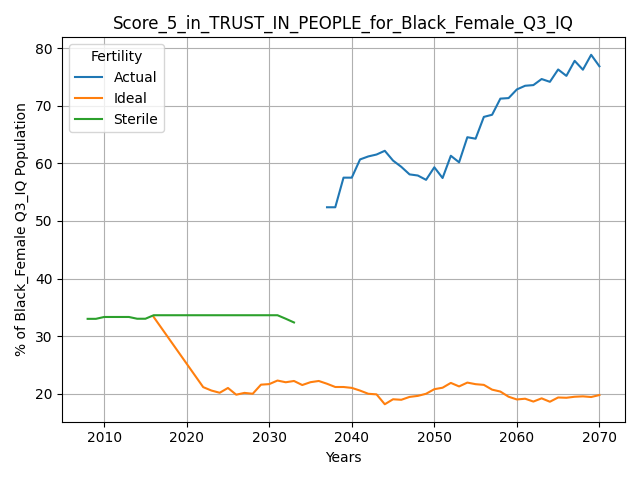 Score_5_in_TRUST_IN_PEOPLE_for_Black_Female_Q3_IQ
Fertility
Actual
Ideal
Sterile
% of Black_Female Q3_IQ Population
80
70
60
50
40
30
20
2010 2020 2030 2040 2050 2060 2070
Years